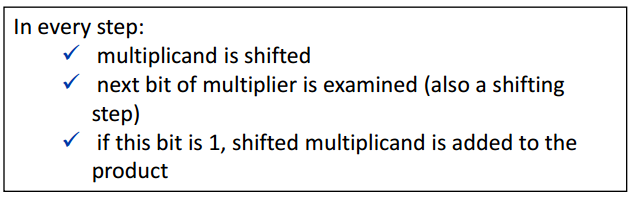 In every step:
✓ multiplicand is shifted
✓ next bit of multiplier is examined (also a shifting
step)
✓ if this bit is 1, shifted multiplicand is added to the
product